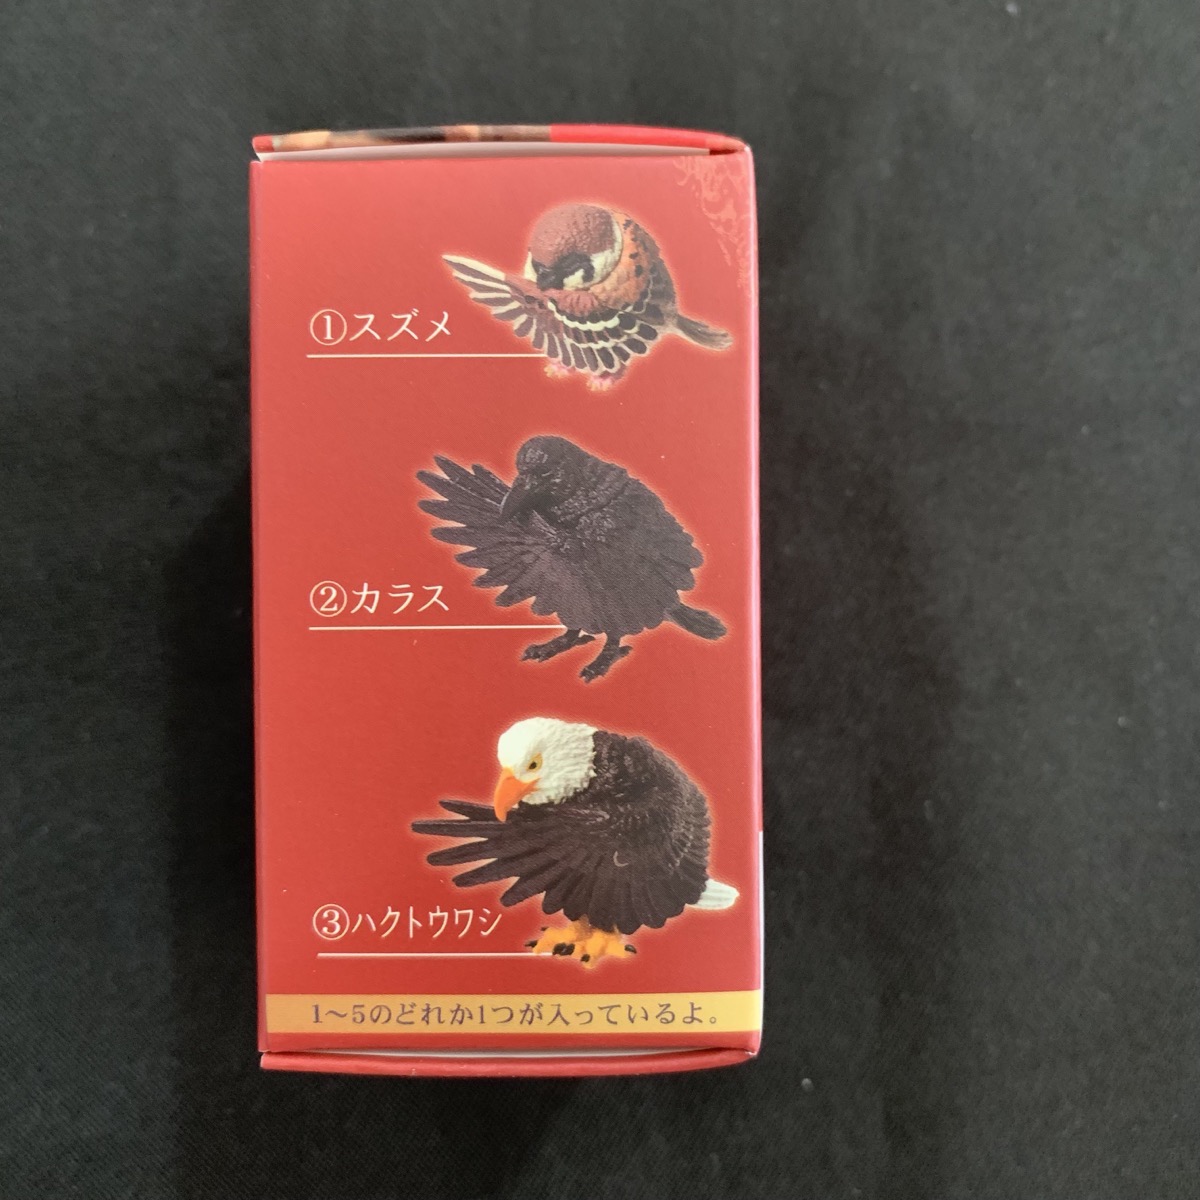 ①スズメ
②カラス
③ハクトウワシ
1～5のどれか1つが入っているよ。